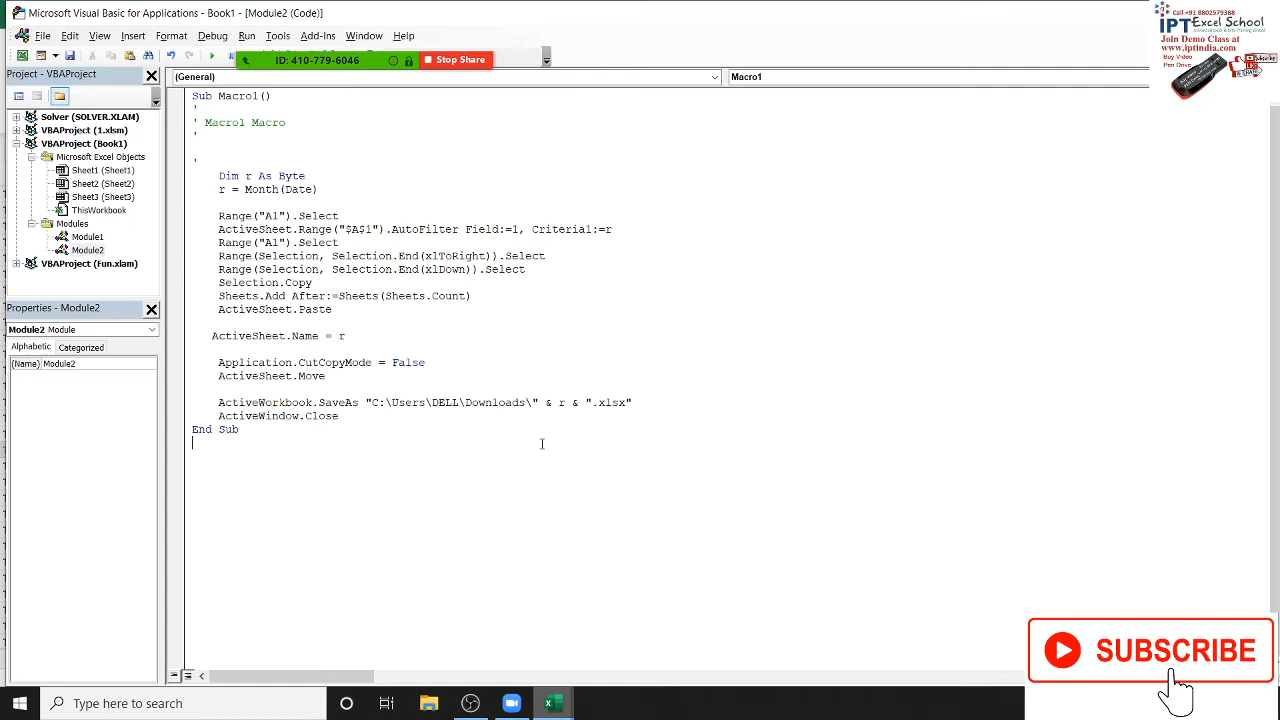 Microsoft Visual Basic for Applications - Book1 - [Module2 (Code)]
File Edit View Insert Format Debug Run Tools Add-Ins Window Help
ID: 410-779-6046 Stop Share
Project - VBAProject
Solver (SOLVER.XLAM)
VBAProject (1.xlsm)
VBAProject (Book1)
Microsoft Excel Objects
Sheet1 (Sheet1)
Sheet2 (Sheet2)
Sheet3 (Sheet3)
ThisWorkbook
Modules
Module1
Module2
VBAProject (Fun.xlam)
Properties - Module2
Module2 Module
Alphabetic Categorized
(Name) Module2
(General) Macro1
Sub Macro1()
'
' Macro1 Macro
'
'
Dim r As Byte
r = Month(Date)
Range("A1").Select
ActiveSheet.Range("$A$1").AutoFilter Field:=1, Criteria1:=r
Range("A1").Select
Range(Selection, Selection.End(xlToRight)).Select
Range(Selection, Selection.End(xlDown)).Select
Selection.Copy
Sheets.Add After:=Sheets(Sheets.Count)
ActiveSheet.Paste
ActiveSheet.Name = r
Application.CutCopyMode = False
ActiveSheet.Move
ActiveWorkbook.SaveAs "C:\Users\DELL\Downloads\" & r & ".xlsx"
ActiveWindow.Close
End Sub
Call +91 8802579388
IPT Excel School
Join Demo Class at
www.iptindia.com
Buy Video
Pen Drive
SUBSCRIBE
Type here to search